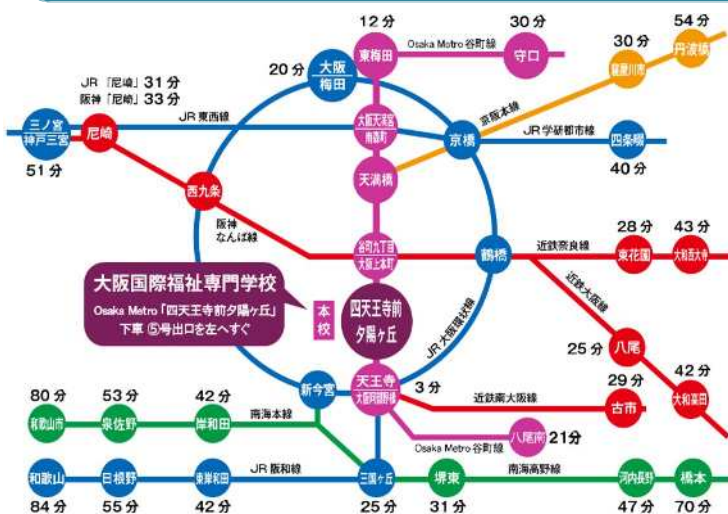 12分
30分
54分
東梅田
Osaka Metro 谷町線
守口
30分
丹波橋
寝屋川市
20分
大阪
梅田
JR「尼崎」31分
阪神「尼崎」33分
JR東西線
京阪本線
三ノ宮
神戸三宮
尼崎
大阪天満宮
南森町
京橋
JR学研都市線
四条畷
51分
天満橋
40分
西九条
阪神
なんば線
谷町九丁目
大阪上本町
鶴橋
近鉄奈良線
28分
43分
東花園
大和西大寺
大阪国際福祉専門学校
Osaka Metro「四天王寺前夕陽ヶ丘」
下車 ⑤号出口を左へすぐ
本校
四天王寺前
夕陽ヶ丘
JR大阪環状線
近鉄大阪線
25分
八尾
新今宮
天王寺
大阪阿部野橋
3分
近鉄南大阪線
29分
古市
42分
大和高田
80分
53分
42分
和歌山市
泉佐野
岸和田
南海本線
Osaka Metro 谷町線
八尾南
21分
和歌山
日根野
東岸和田
JR阪和線
三国ヶ丘
堺東
南海高野線
河内長野
橋本
84分
55分
42分
25分
31分
47分
70分